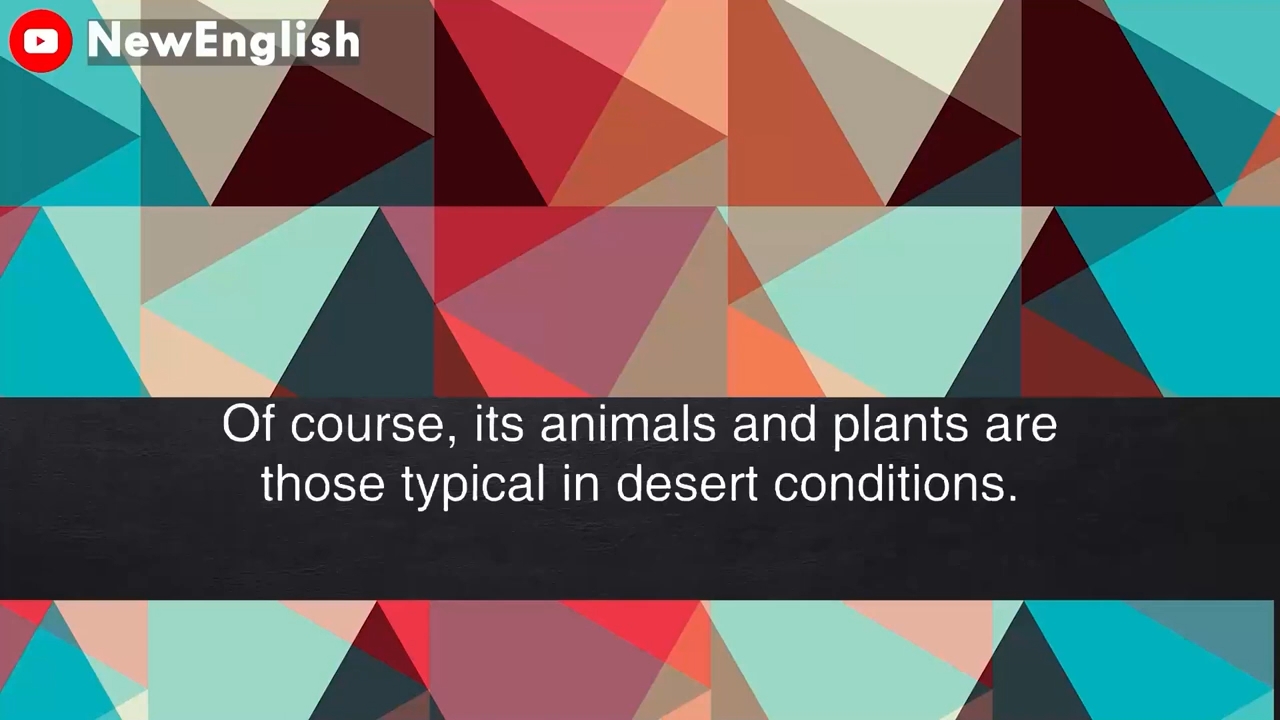 NewEnglish
Of course, its animals and plants are
those typical in desert conditions.